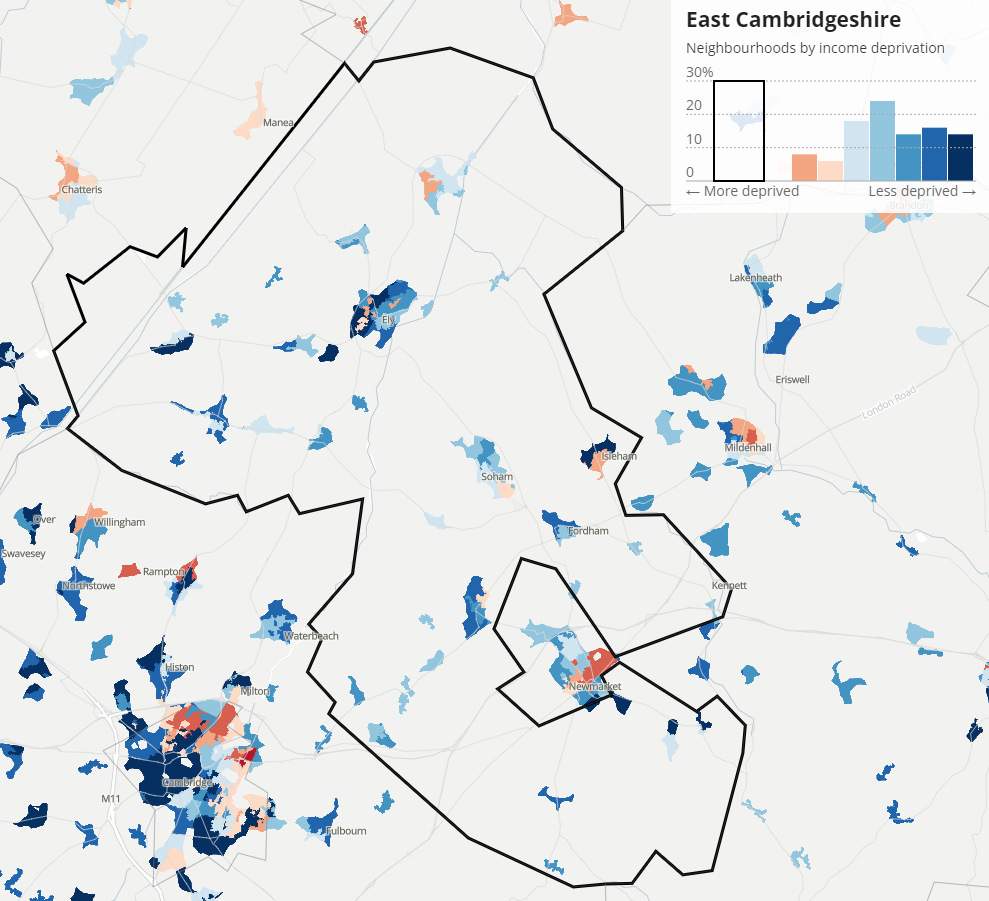 East Cambridgeshire
Neighbourhoods by income deprivation
30%
20
10
0
← More deprived
Less deprived →
Manea
Chatteris
Brandon
Lakenheath
Ely
Eriswell
London Road
Mildenhall
Isleham
Soham
Over
Willingham
Fordham
Swavesey
Rampton
Northstowe
Kennett
Waterbeach
Histon
Milton
Newmarket
Cambridge
M11
Fulbourn